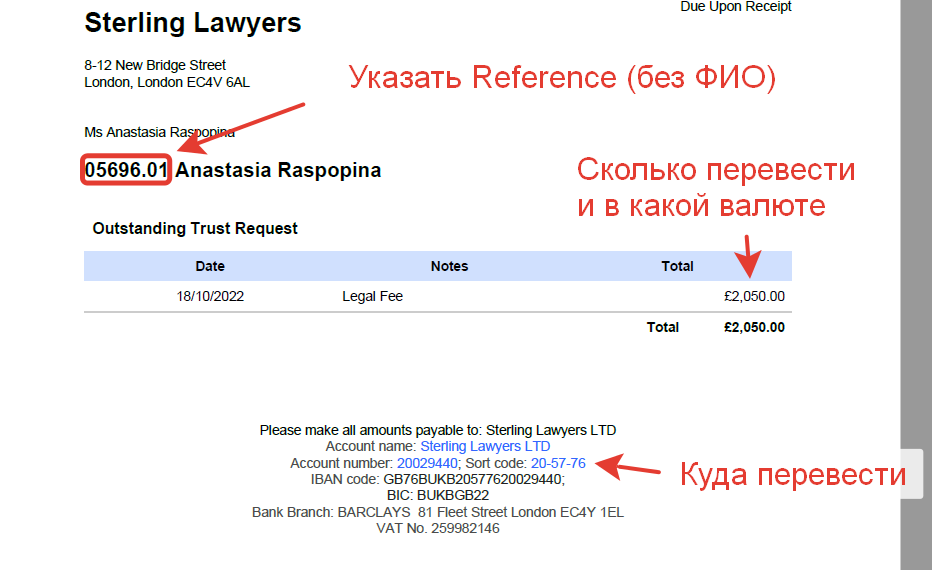 Due Upon Receipt
Sterling Lawyers
8-12 New Bridge Street
London, London EC4V 6AL
Указать Reference (без ФИО)
Ms Anastasia Raspopina
05696.01 Anastasia Raspopina
Сколько перевести
и в какой валюте
Outstanding Trust Request
Date Notes Total
18/10/2022 Legal Fee £2,050.00
Total £2,050.00
Please make all amounts payable to: Sterling Lawyers LTD
Account name: Sterling Lawyers LTD
Account number: 20029440; Sort code: 20-57-76
Куда перевести
IBAN code: GB76BUKB20577620029440;
BIC: BUKBGB22
Bank Branch: BARCLAYS 81 Fleet Street London EC4Y 1EL
VAT No. 259982146